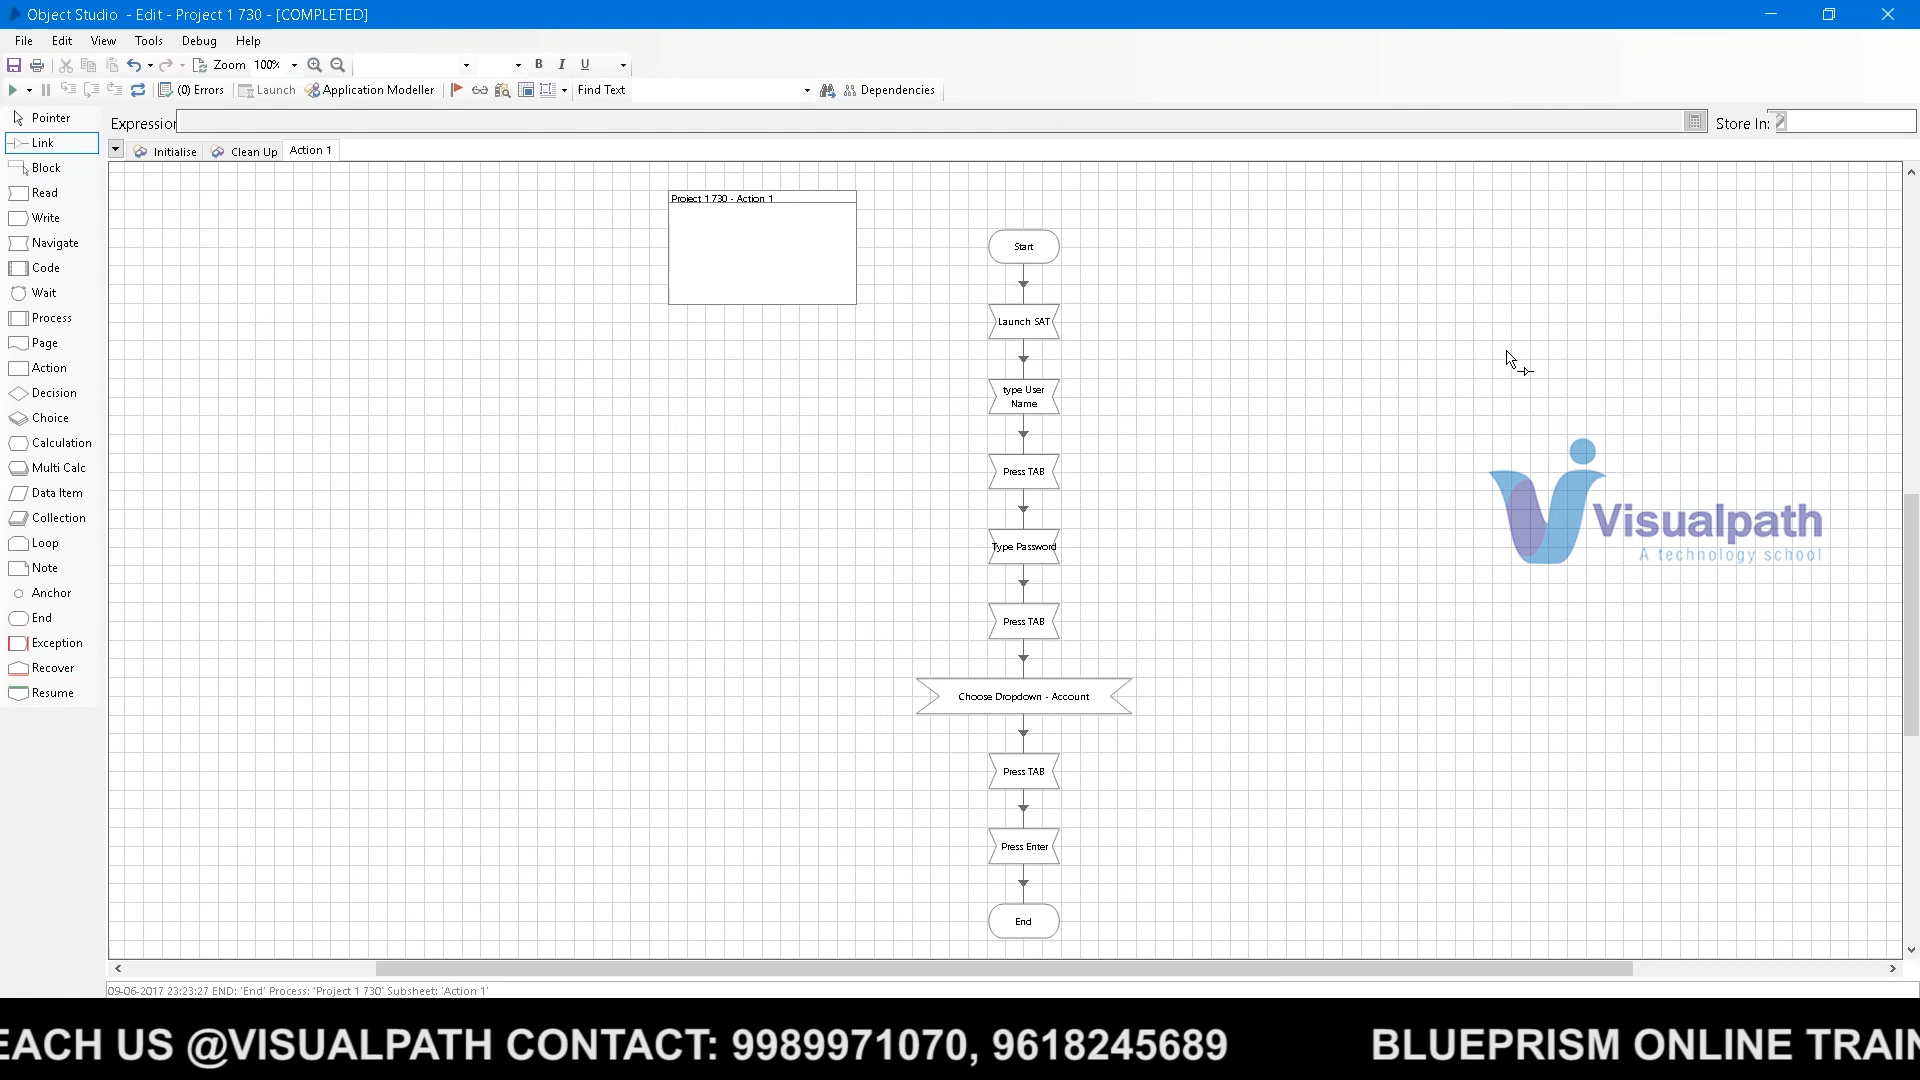 Object Studio - Edit - Project 1 730 - [COMPLETED]
File Edit View Tools Debug Help
Zoom 100% B I U
(0) Errors Launch Application Modeller Find Text Dependencies
Pointer
Link
Block
Read
Write
Navigate
Code
Wait
Process
Page
Action
Decision
Choice
Calculation
Multi Calc
Data Item
Collection
Loop
Note
Anchor
End
Exception
Recover
Resume
Expression Store In:
Initialise Clean Up Action 1
Project 1 730 - Action 1
Start
Launch SAT
type User
Name
Press TAB
Type Password
Press TAB
Choose Dropdown - Account
Press TAB
Press Enter
End
Visualpath
A technology school
09-06-2017 23:23:27 END: 'End' Process: 'Project 1 730' Subsheet: 'Action 1'
EACH US @VISUALPATH CONTACT: 9989971070, 9618245689 BLUEPRISM ONLINE TRAIN